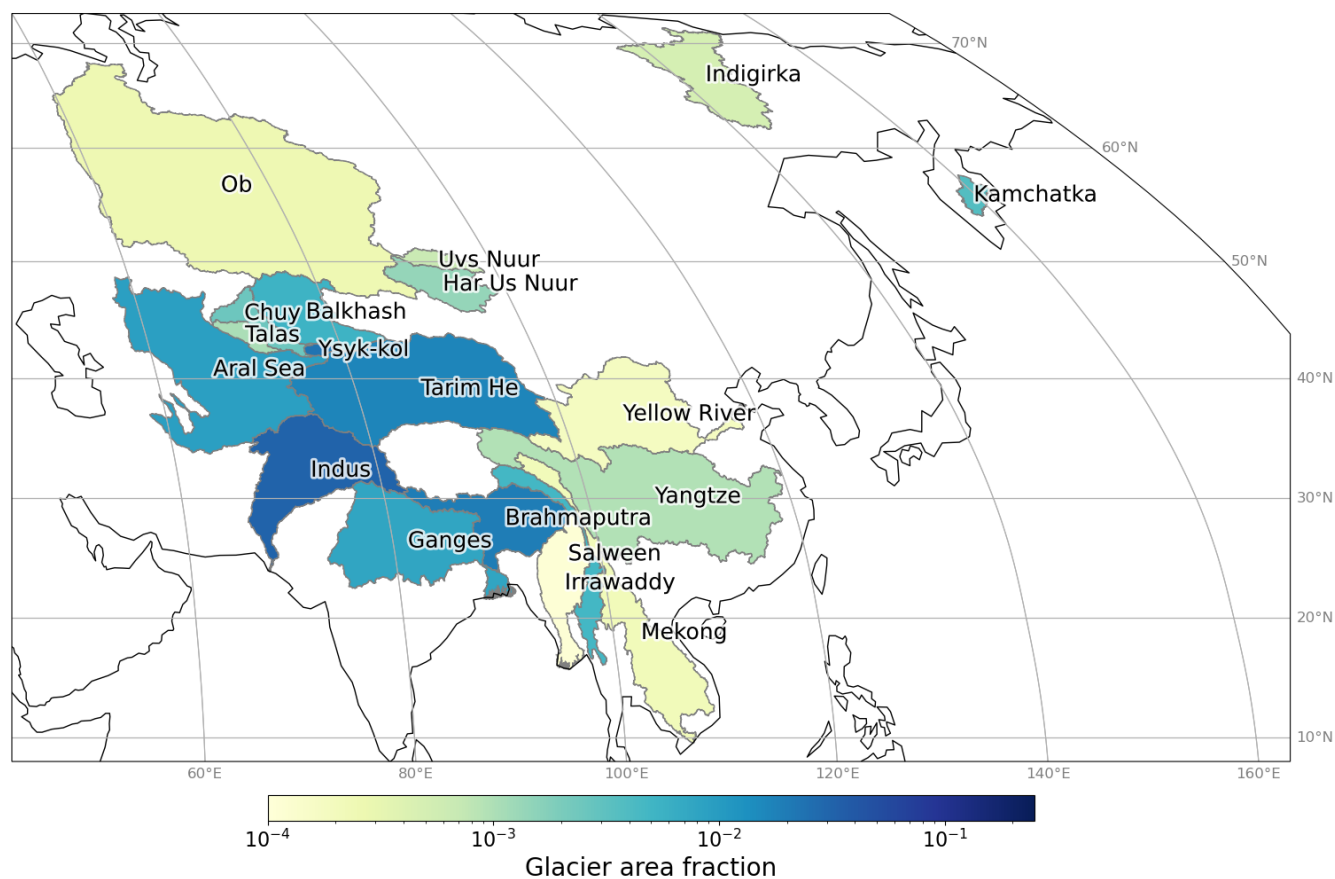 70°N
Indigirka
60°N
Ob
Kamchatka
Uvs Nuur
50°N
Har Us Nuur
Chuy Balkhash
Talas
Ysyk-kol
Aral Sea
Tarim He
40°N
Yellow River
Indus
Yangtze
30°N
Brahmaputra
Ganges
Salween
Irrawaddy
20°N
Mekong
10°N
60°E 80°E 100°E 120°E 140°E 160°E
10⁻⁴ 10⁻³ 10⁻² 10⁻¹
Glacier area fraction